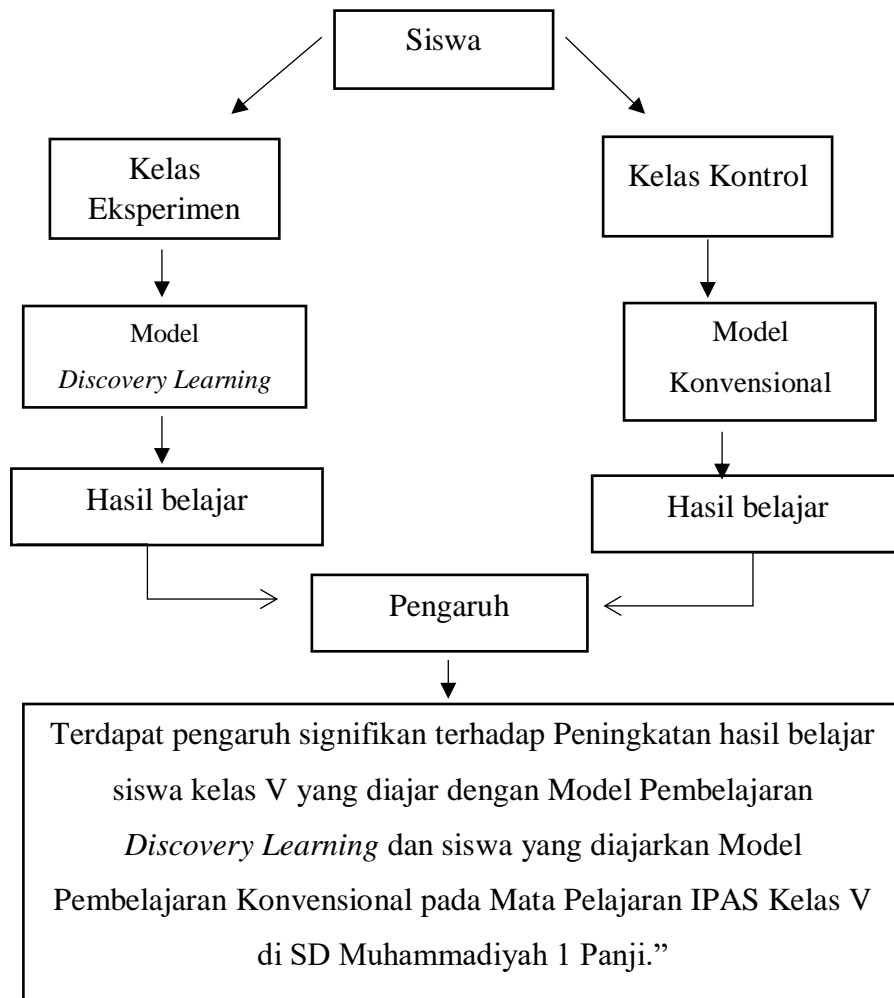 Siswa
Kelas
Eksperimen
Kelas Kontrol
Model
Discovery Learning
Model
Konvensional
Hasil belajar
Hasil belajar
Pengaruh
Terdapat pengaruh signifikan terhadap Peningkatan hasil belajar
siswa kelas V yang diajar dengan Model Pembelajaran
Discovery Learning dan siswa yang diajarkan Model
Pembelajaran Konvensional pada Mata Pelajaran IPAS Kelas V
di SD Muhammadiyah 1 Panji.”